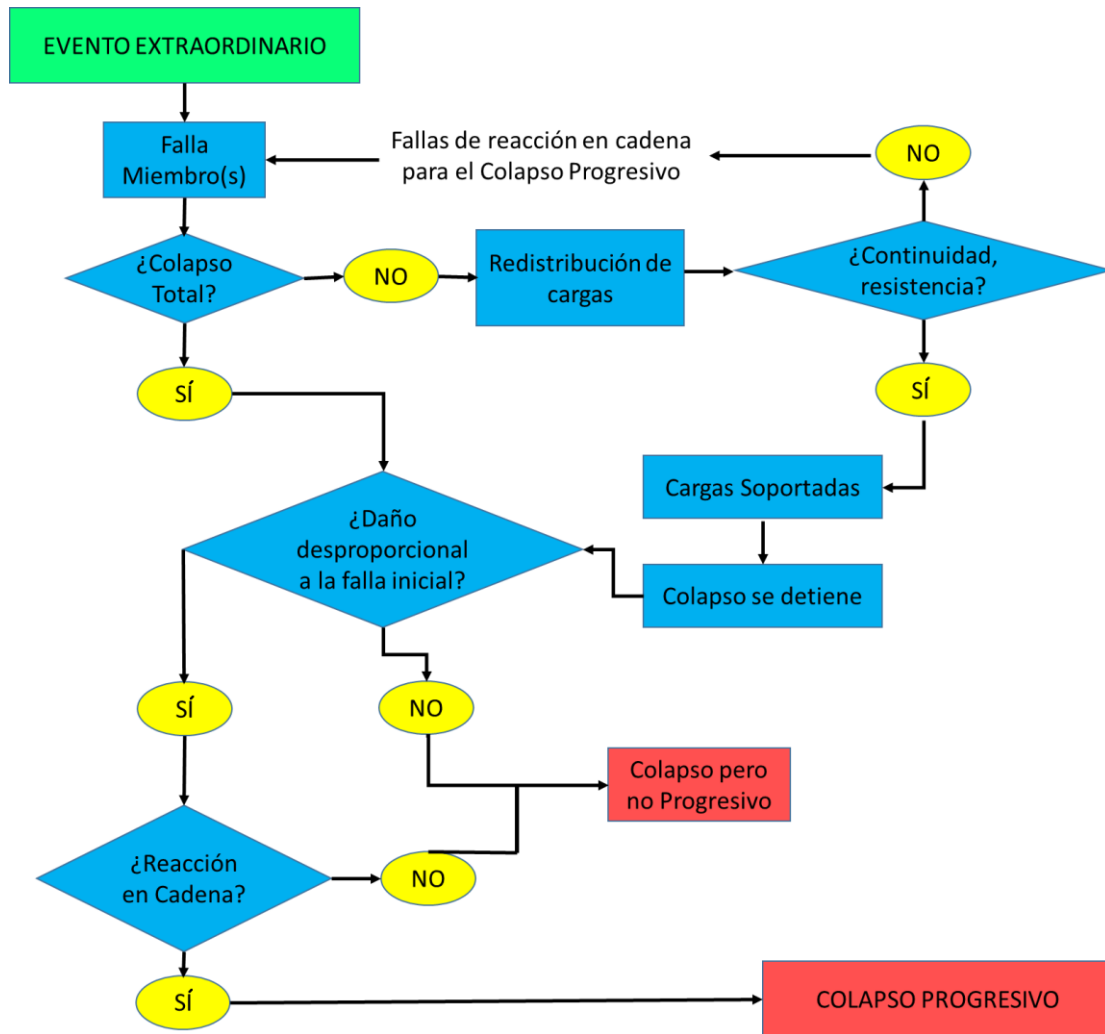 EVENTO EXTRAORDINARIO
Falla
Miembro(s)
Fallas de reacción en cadena
para el Colapso Progresivo
NO
¿Colapso
Total?
NO
Redistribución de
cargas
¿Continuidad,
resistencia?
SÍ
SÍ
Cargas Soportadas
¿Daño
desproporcional
a la falla inicial?
Colapso se detiene
SÍ
NO
Colapso pero
no Progresivo
¿Reacción
en Cadena?
NO
SÍ
COLAPSO PROGRESIVO